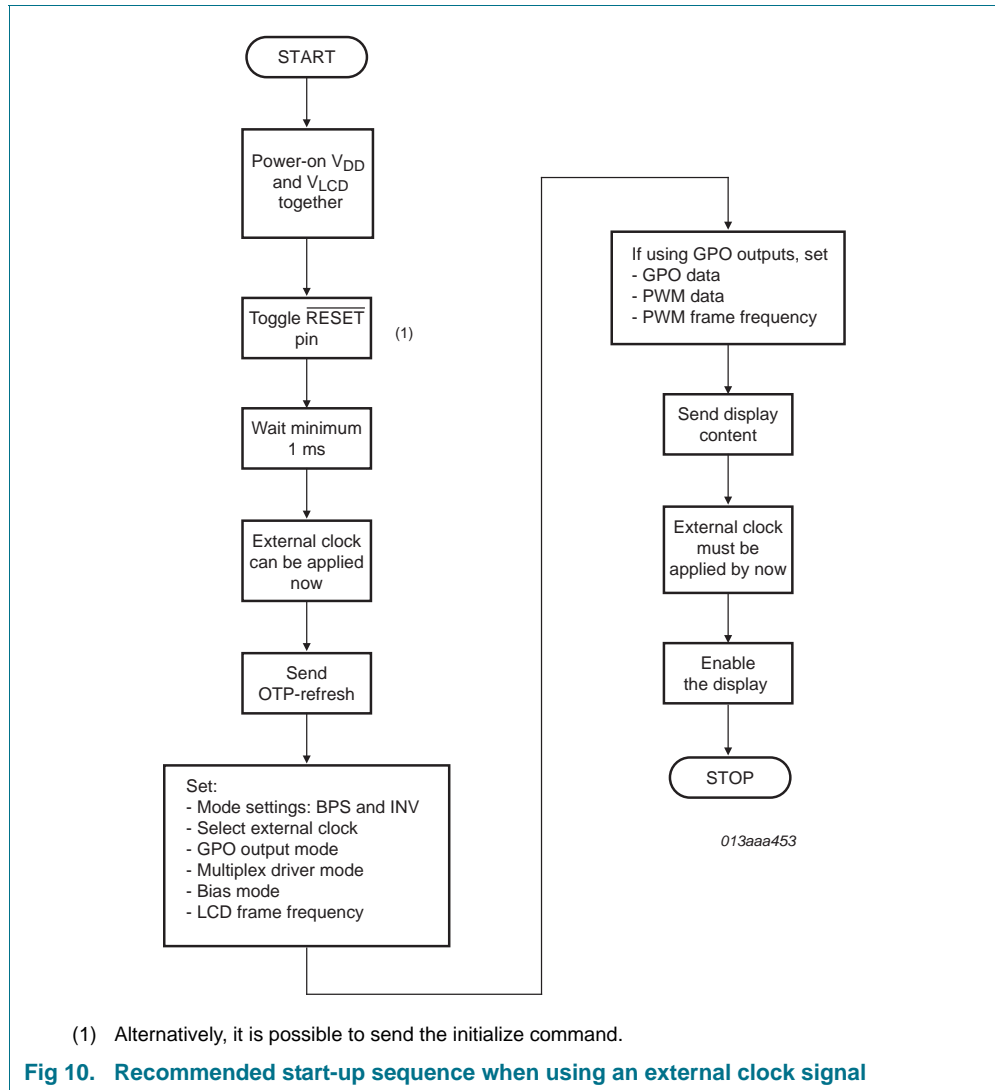 START
Power-on VDD
and VLCD
together
Toggle RESET
pin
(1)
Wait minimum
1 ms
External clock
can be applied
now
Send
OTP-refresh
Set:
- Mode settings: BPS and INV
- Select external clock
- GPO output mode
- Multiplex driver mode
- Bias mode
- LCD frame frequency
If using GPO outputs, set
- GPO data
- PWM data
- PWM frame frequency
Send display
content
External clock
must be
applied by now
Enable
the display
STOP
013aaa453
(1) Alternatively, it is possible to send the initialize command.
Fig 10. Recommended start-up sequence when using an external clock signal